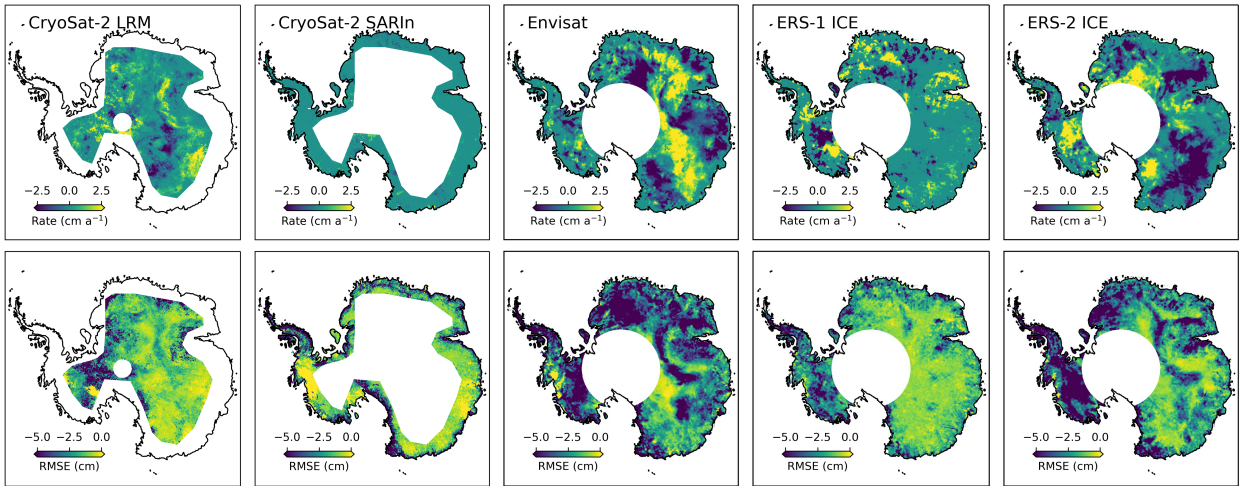 CryoSat-2 LRM
−2.5 0.0 2.5
Rate (cm a⁻¹)
CryoSat-2 SARIn
−2.5 0.0 2.5
Rate (cm a⁻¹)
Envisat
−2.5 0.0 2.5
Rate (cm a⁻¹)
ERS-1 ICE
−2.5 0.0 2.5
Rate (cm a⁻¹)
ERS-2 ICE
−2.5 0.0 2.5
Rate (cm a⁻¹)
−5.0 −2.5 0.0
RMSE (cm)
−5.0 −2.5 0.0
RMSE (cm)
−5.0 −2.5 0.0
RMSE (cm)
−5.0 −2.5 0.0
RMSE (cm)
−5.0 −2.5 0.0
RMSE (cm)